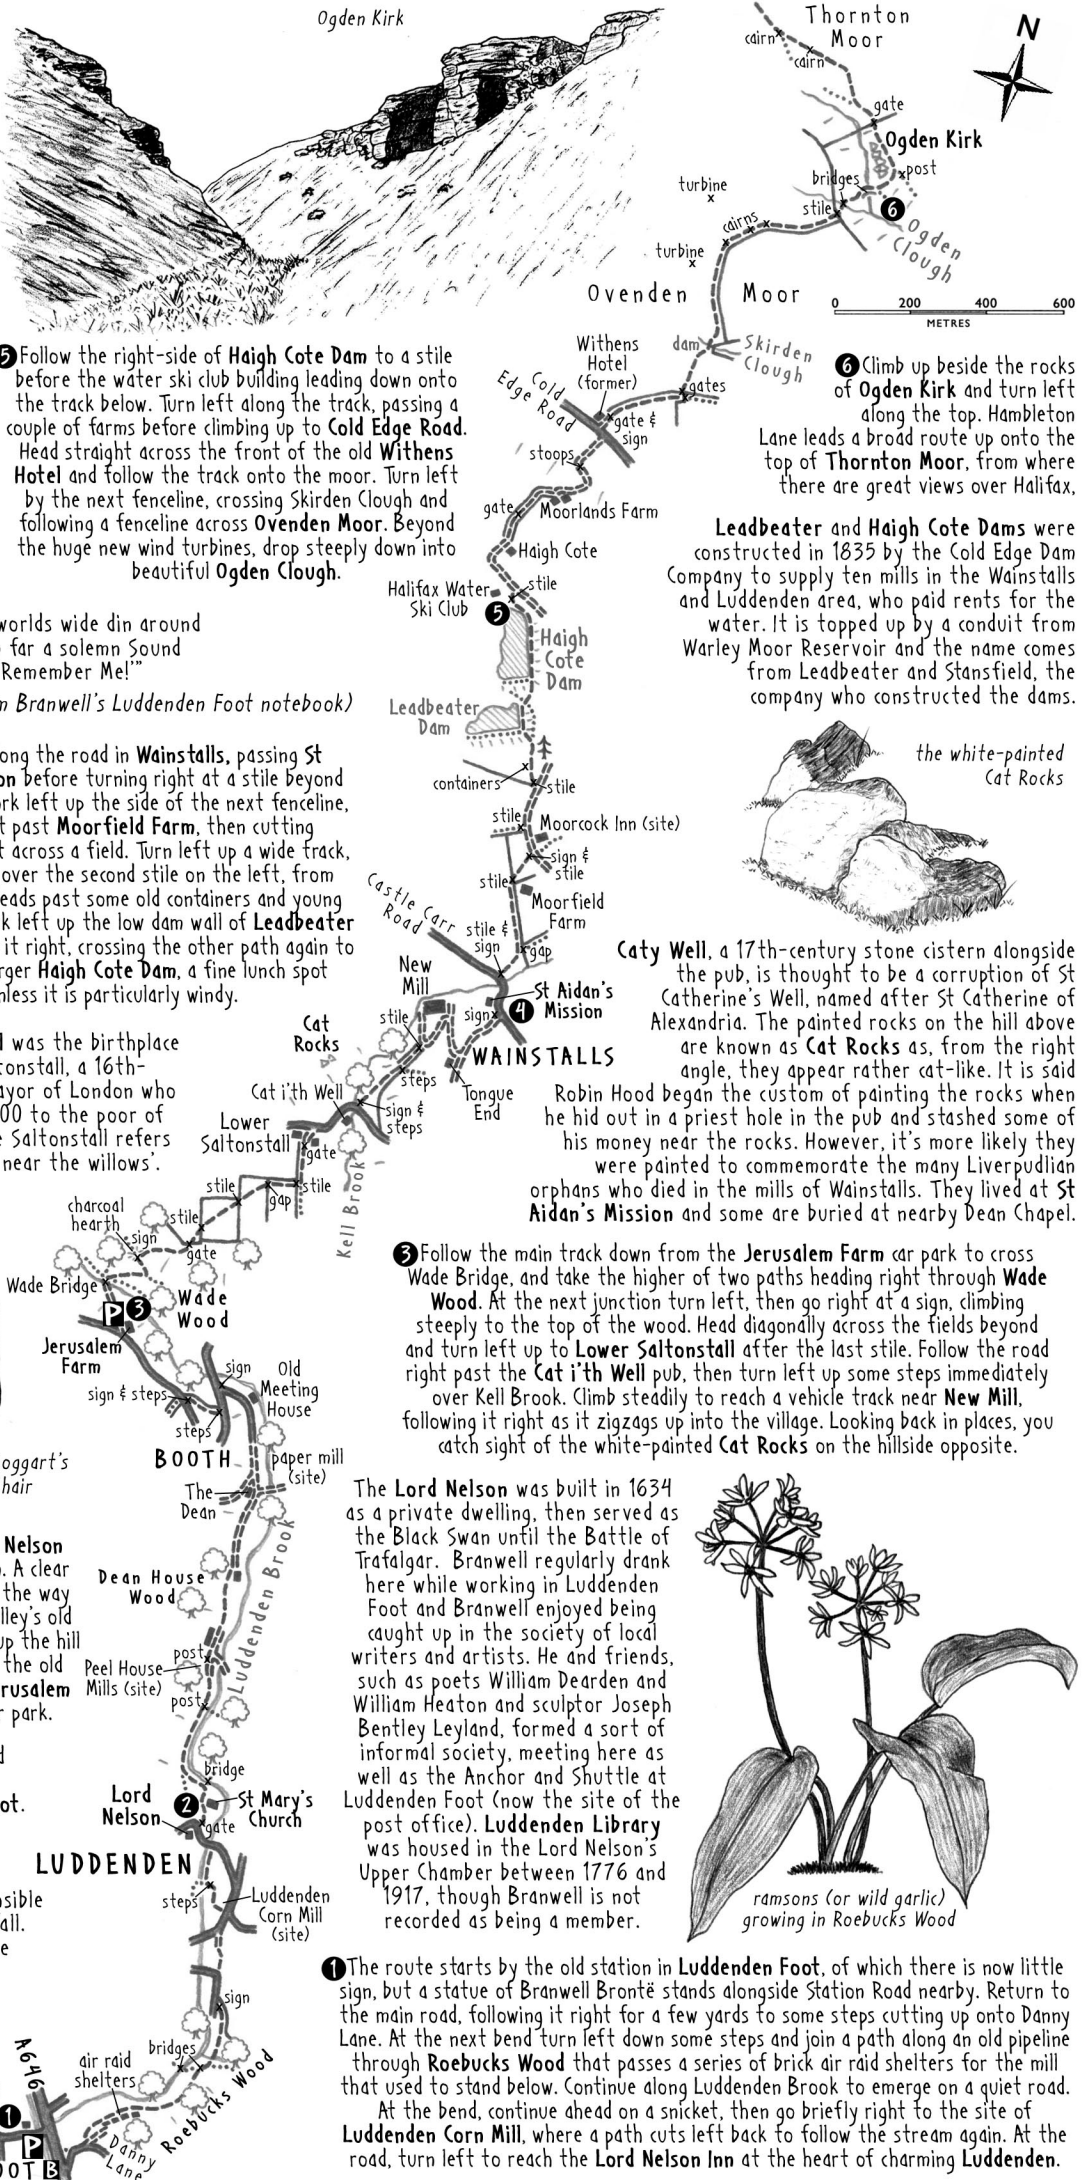 Ogden Kirk
Thornton
Moor
cairn
cairn
N
gate
Ogden Kirk
post
bridges
stile
6
Ogden
Clough
turbine
cairns
turbine
Ovenden Moor
0 200 400 600
METRES
dam
Skirden
Clough
Withens
Hotel
(former)
Cold
Edge Road
gates
gate &
sign
stoops
gate
Moorlands Farm
Haigh Cote
Halifax Water
Ski Club
stile
5
Haigh
Cote
Dam
Leadbeater
Dam
containers
stile
stile
Moorcock Inn (site)
sign &
stile
stile
Moorfield
Farm
Castle Carr
Road
stile &
sign
gap
New
Mill
St Aidan's
Mission
sign
4
stile
Cat
Rocks
WAINSTALLS
steps
Tongue
End
Cat i'th Well
sign &
steps
Lower
Saltonstall
gate
Kell Brook
stile
gap
stile
charcoal
hearth
stile
sign
gate
Wade Bridge
P 3
Wade
Wood
Jerusalem
Farm
sign
Old
Meeting
House
sign & steps
steps
BOOTH
paper mill
(site)
The
Dean
Luddenden Brook
Dean House
Wood
post
Peel House
Mills (site)
post
bridge
Lord
Nelson
2
St Mary's
Church
gate
LUDDENDEN
steps
Luddenden
Corn Mill
(site)
sign
bridges
air raid
shelters
Roebucks Wood
A646
1
P
Danny
Lane
OOT B
5 Follow the right-side of Haigh Cote Dam to a stile
before the water ski club building leading down onto
the track below. Turn left along the track, passing a
couple of farms before climbing up to Cold Edge Road.
Head straight across the front of the old Withens
Hotel and follow the track onto the moor. Turn left
by the next fenceline, crossing Skirden Clough and
following a fenceline across Ovenden Moor. Beyond
the huge new wind turbines, drop steeply down into
beautiful Ogden Clough.
worlds wide din around
far a solemn Sound
Remember Me!'"
m Branwell's Luddenden Foot notebook)
ong the road in Wainstalls, passing St
on before turning right at a stile beyond
rk left up the side of the next fenceline,
t past Moorfield Farm, then cutting
t across a field. Turn left up a wide track,
over the second stile on the left, from
eads past some old containers and young
k left up the low dam wall of Leadbeater
it right, crossing the other path again to
rger Haigh Cote Dam, a fine lunch spot
nless it is particularly windy.
was the birthplace
tonstall, a 16th-
ayor of London who
00 to the poor of
e Saltonstall refers
near the willows'.
oggart's
hair
Nelson
. A clear
the way
lley's old
up the hill
the old
rusalem
r park.
d
ot.
sible
all.
e
6 Climb up beside the rocks
of Ogden Kirk and turn left
along the top. Hambleton
Lane leads a broad route up onto the
top of Thornton Moor, from where
there are great views over Halifax,
Leadbeater and Haigh Cote Dams were
constructed in 1835 by the Cold Edge Dam
Company to supply ten mills in the Wainstalls
and Luddenden area, who paid rents for the
water. It is topped up by a conduit from
Warley Moor Reservoir and the name comes
from Leadbeater and Stansfield, the
company who constructed the dams.
the white-painted
Cat Rocks
Caty Well, a 17th-century stone cistern alongside
the pub, is thought to be a corruption of St
Catherine's Well, named after St Catherine of
Alexandria. The painted rocks on the hill above
are known as Cat Rocks as, from the right
angle, they appear rather cat-like. It is said
Robin Hood began the custom of painting the rocks when
he hid out in a priest hole in the pub and stashed some of
his money near the rocks. However, it's more likely they
were painted to commemorate the many Liverpudlian
orphans who died in the mills of Wainstalls. They lived at St
Aidan's Mission and some are buried at nearby Dean Chapel.
3 Follow the main track down from the Jerusalem Farm car park to cross
Wade Bridge, and take the higher of two paths heading right through Wade
Wood. At the next junction turn left, then go right at a sign, climbing
steeply to the top of the wood. Head diagonally across the fields beyond
and turn left up to Lower Saltonstall after the last stile. Follow the road
right past the Cat i'th Well pub, then turn left up some steps immediately
over Kell Brook. Climb steadily to reach a vehicle track near New Mill,
following it right as it zigzags up into the village. Looking back in places, you
catch sight of the white-painted Cat Rocks on the hillside opposite.
The Lord Nelson was built in 1634
as a private dwelling, then served as
the Black Swan until the Battle of
Trafalgar. Branwell regularly drank
here while working in Luddenden
Foot and Branwell enjoyed being
caught up in the society of local
writers and artists. He and friends,
such as poets William Dearden and
William Heaton and sculptor Joseph
Bentley Leyland, formed a sort of
informal society, meeting here as
well as the Anchor and Shuttle at
Luddenden Foot (now the site of the
post office). Luddenden Library
was housed in the Lord Nelson's
Upper Chamber between 1776 and
1917, though Branwell is not
recorded as being a member.
ramsons (or wild garlic)
growing in Roebucks Wood
1 The route starts by the old station in Luddenden Foot, of which there is now little
sign, but a statue of Branwell Brontë stands alongside Station Road nearby. Return to
the main road, following it right for a few yards to some steps cutting up onto Danny
Lane. At the next bend turn left down some steps and join a path along an old pipeline
through Roebucks Wood that passes a series of brick air raid shelters for the mill
that used to stand below. Continue along Luddenden Brook to emerge on a quiet road.
At the bend, continue ahead on a snicket, then go briefly right to the site of
Luddenden Corn Mill, where a path cuts left back to follow the stream again. At the
road, turn left to reach the Lord Nelson Inn at the heart of charming Luddenden.